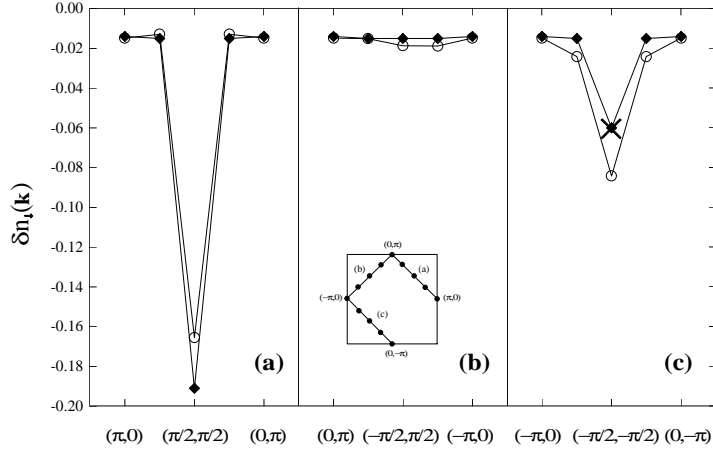 0.00
-0.02
-0.04
-0.06
-0.08
-0.10
-0.12
-0.14
-0.16
-0.18
-0.20
δn↓(k)
(a)
(b)
(c)
(0,π)
(b)
(a)
(−π,0)
(π,0)
(c)
(0,−π)
(π,0)
(π/2,π/2)
(0,π)
(0,π)
(−π/2,π/2)
(−π,0)
(−π,0)
(−π/2,−π/2)
(0,−π)